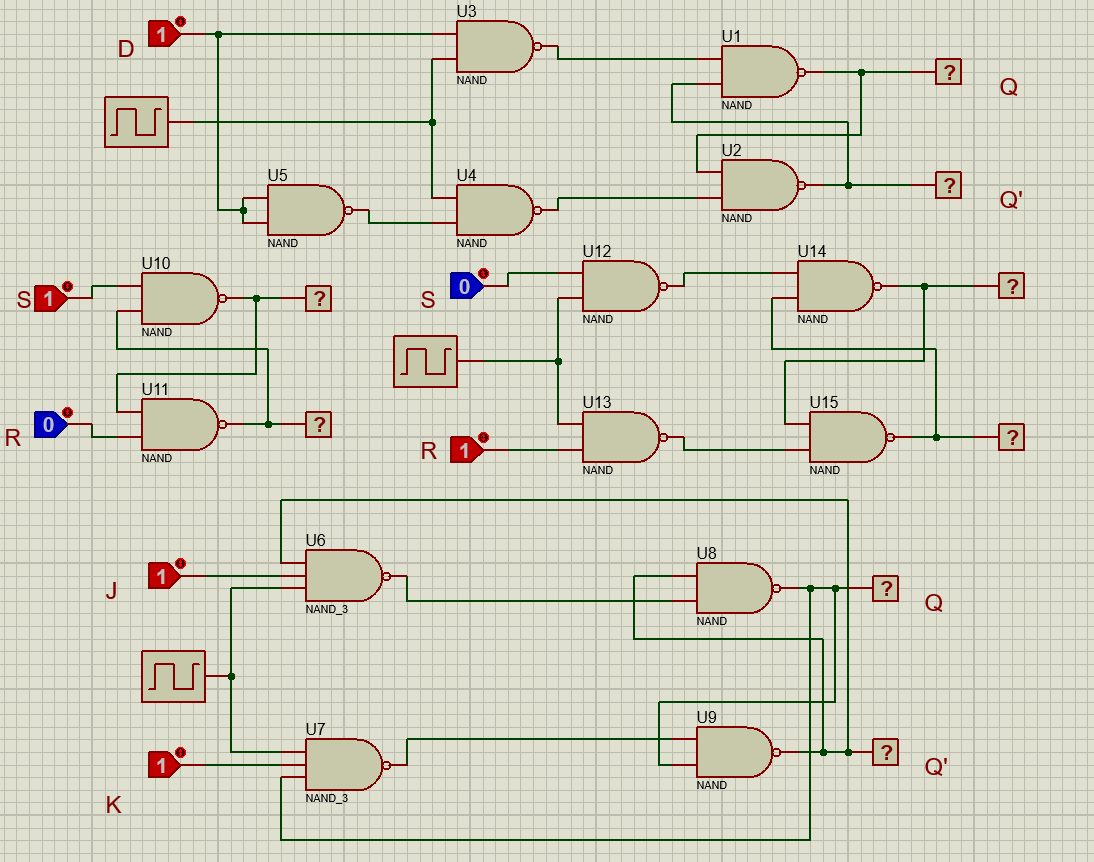 U3
1
D
NAND
U1
?
Q
NAND
U2
?
Q'
NAND
U5
NAND
U4
NAND
U10
S
1
?
NAND
U11
R
0
?
NAND
U12
S
0
NAND
U14
?
NAND
U13
R
1
NAND
U15
?
NAND
U6
J
1
NAND_3
U8
?
Q
NAND
U7
K
1
NAND_3
U9
?
Q'
NAND